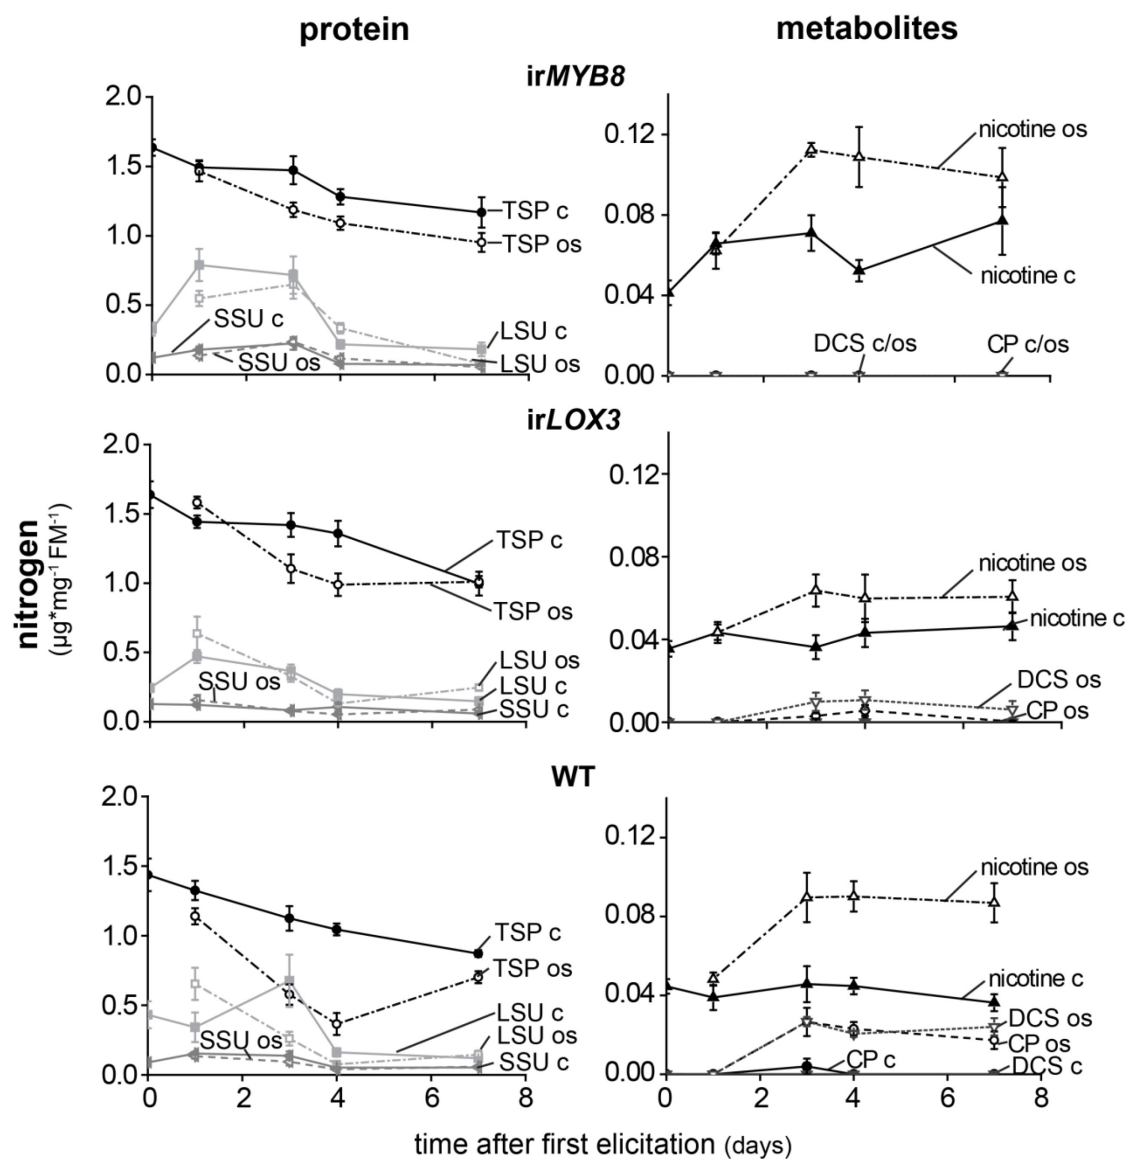 protein
metabolites
irMYB8
2.0
1.5
1.0
0.5
0.0
TSP c
TSP os
SSU c
SSU os
LSU c
LSU os
0.12
0.08
0.04
0.00
nicotine os
nicotine c
DCS c/os
CP c/os
irLOX3
2.0
1.5
1.0
0.5
0.0
TSP c
TSP os
SSU os
LSU os
LSU c
SSU c
0.12
0.08
0.04
0.00
nicotine os
nicotine c
DCS os
CP os
nitrogen
(µg*mg⁻¹ FM⁻¹)
WT
2.0
1.5
1.0
0.5
0.0
TSP c
TSP os
SSU os
LSU c
LSU os
SSU c
0 2 4 6 8
0.12
0.08
0.04
0.00
nicotine os
nicotine c
DCS os
CP os
CP c
DCS c
0 2 4 6 8
time after first elicitation (days)